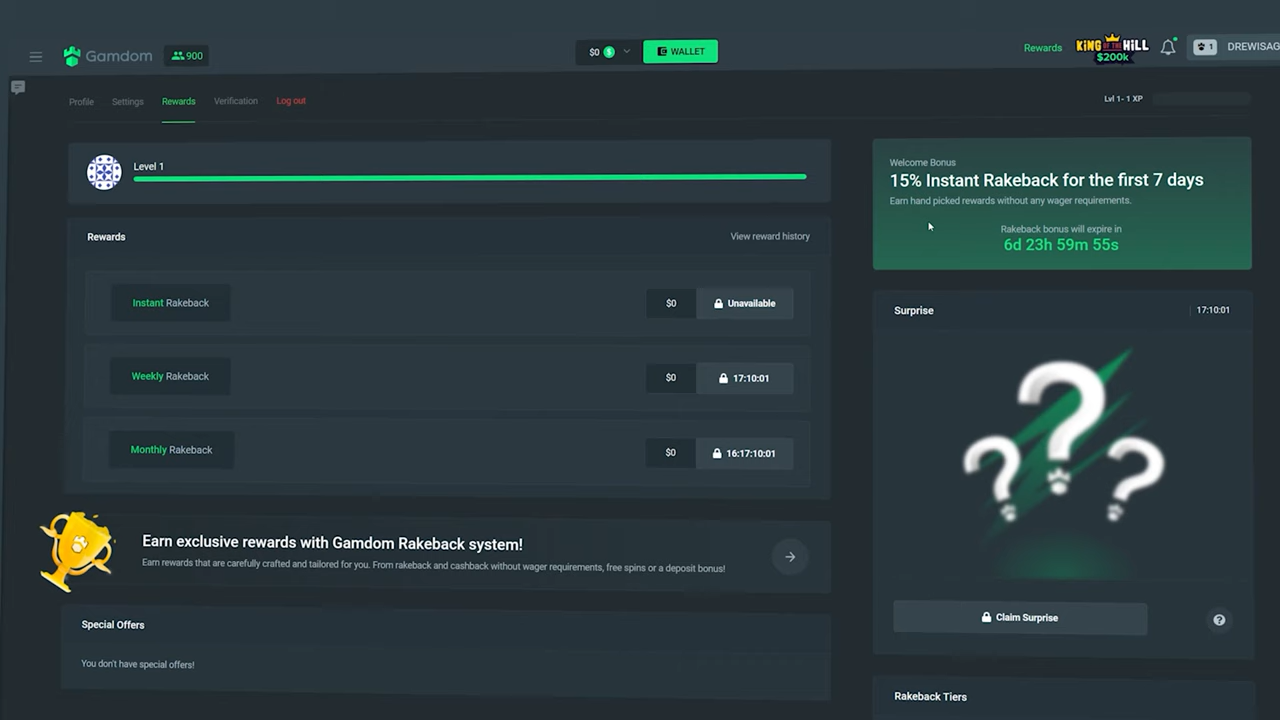 Gamdom
900
$0
WALLET
Rewards
KING OF THE HILL
$200k
1
DREWISAG
Profile
Settings
Rewards
Verification
Log out
Lvl 1- 1 XP
Level 1
Rewards
View reward history
Instant Rakeback
$0
Unavailable
Weekly Rakeback
$0
17:10:01
Monthly Rakeback
$0
16:17:10:01
Earn exclusive rewards with Gamdom Rakeback system!
Earn rewards that are carefully crafted and tailored for you. From rakeback and cashback without wager requirements, free spins or a deposit bonus!
Special Offers
You don't have special offers!
Welcome Bonus
15% Instant Rakeback for the first 7 days
Earn hand picked rewards without any wager requirements.
Rakeback bonus will expire in
6d 23h 59m 55s
Surprise
17:10:01
? ? ?
Claim Surprise
?
Rakeback Tiers